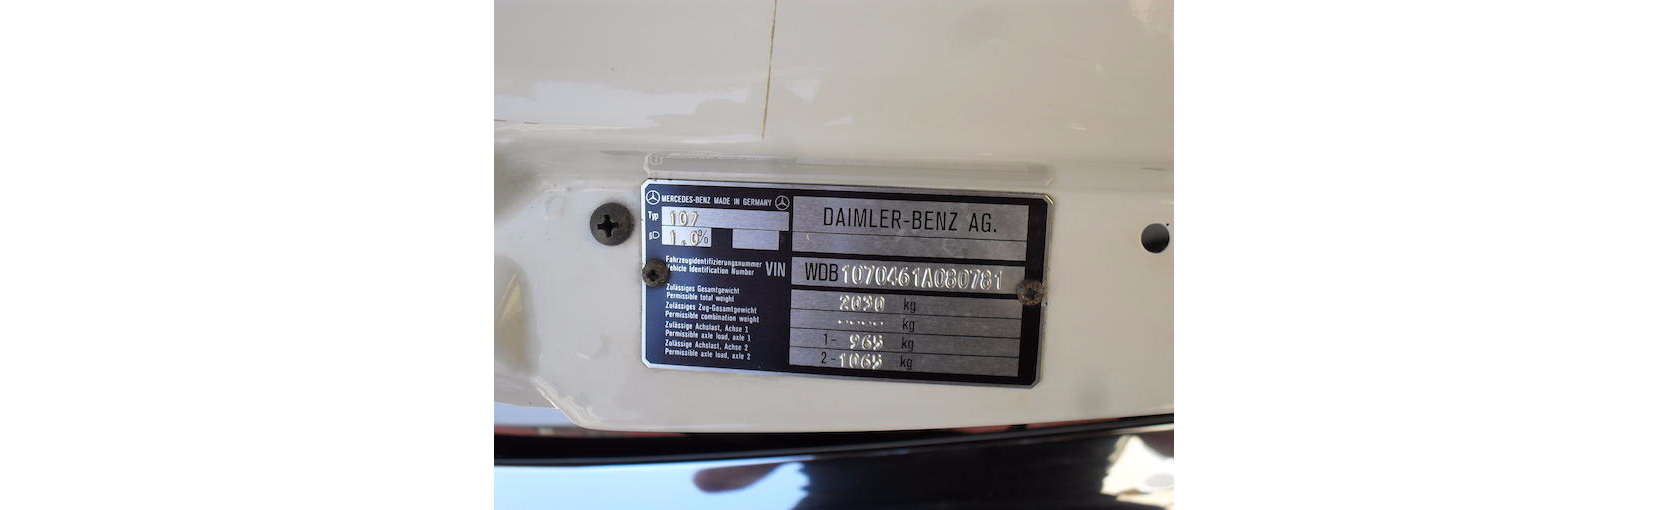 MERCEDES-BENZ MADE IN GERMANY
Typ 107
1.0%
DAIMLER-BENZ AG.
Fahrzeugidentifizierungsnummer
Vehicle Identification Number
VIN
WDB1070461A080781
Zulässiges Gesamtgewicht
Permissible total weight
2030 kg
Zulässiges Zug-Gesamtgewicht
Permissible combination weight
---- kg
Zulässige Achslast, Achse 1
Permissible axle load, axle 1
1- 965 kg
Zulässige Achslast, Achse 2
Permissible axle load, axle 2
2- 1065 kg